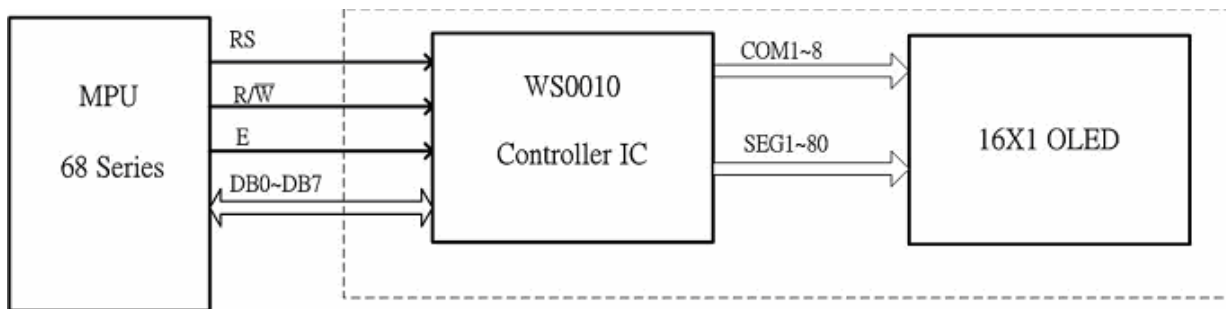 MPU
68 Series
RS
R/W̅
E
DB0~DB7
WS0010
Controller IC
COM1~8
SEG1~80
16X1 OLED